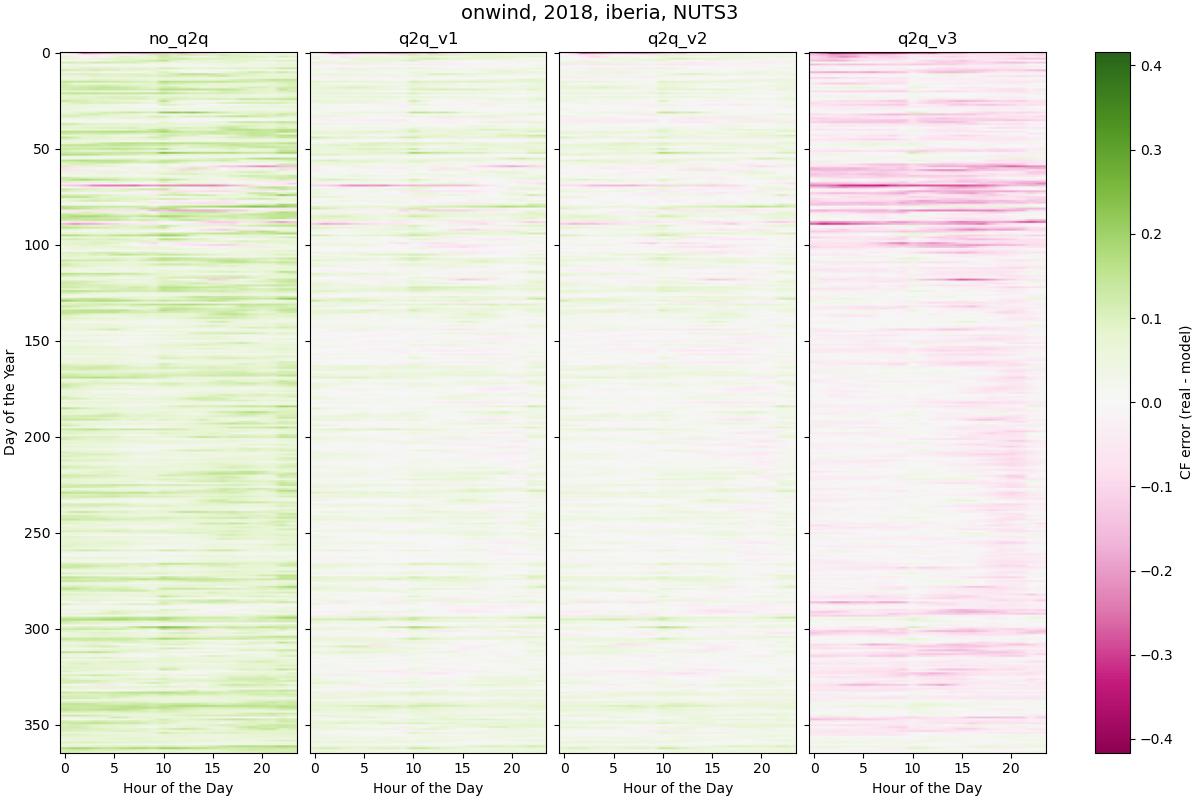 onwind, 2018, iberia, NUTS3
no_q2q
q2q_v1
q2q_v2
q2q_v3
Day of the Year
0
50
100
150
200
250
300
350
0 5 10 15 20
0 5 10 15 20
0 5 10 15 20
0 5 10 15 20
Hour of the Day
Hour of the Day
Hour of the Day
Hour of the Day
0.4
0.3
0.2
0.1
0.0
−0.1
−0.2
−0.3
−0.4
CF error (real - model)